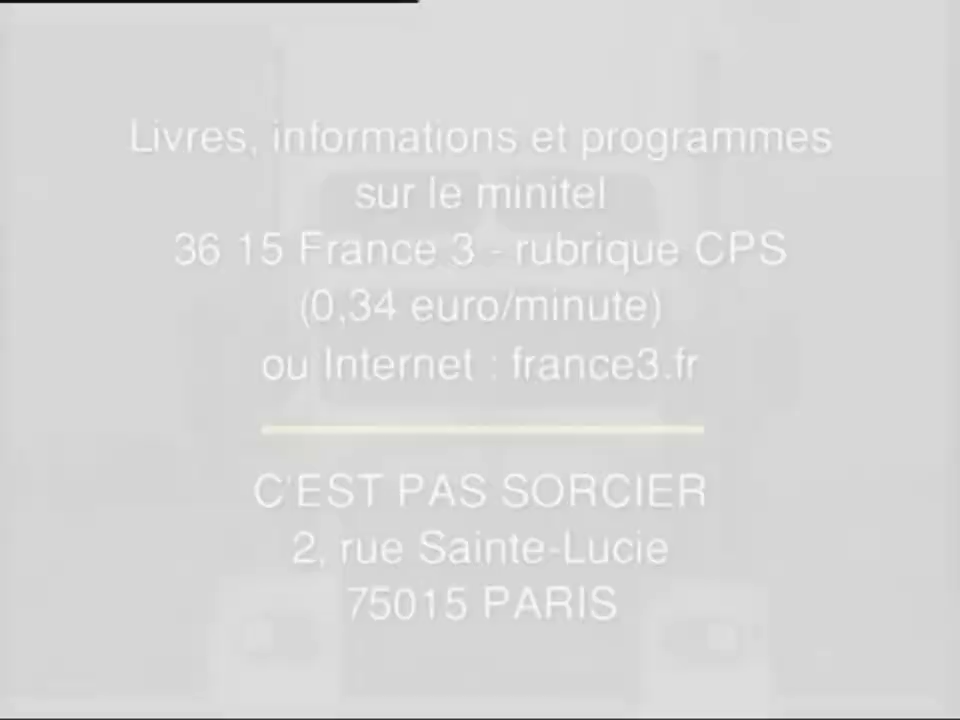 Livres, informations et programmes
sur le minitel
36 15 France 3 - rubrique CPS
(0,34 euro/minute)
ou Internet : france3.fr
C'EST PAS SORCIER
2, rue Sainte-Lucie
75015 PARIS